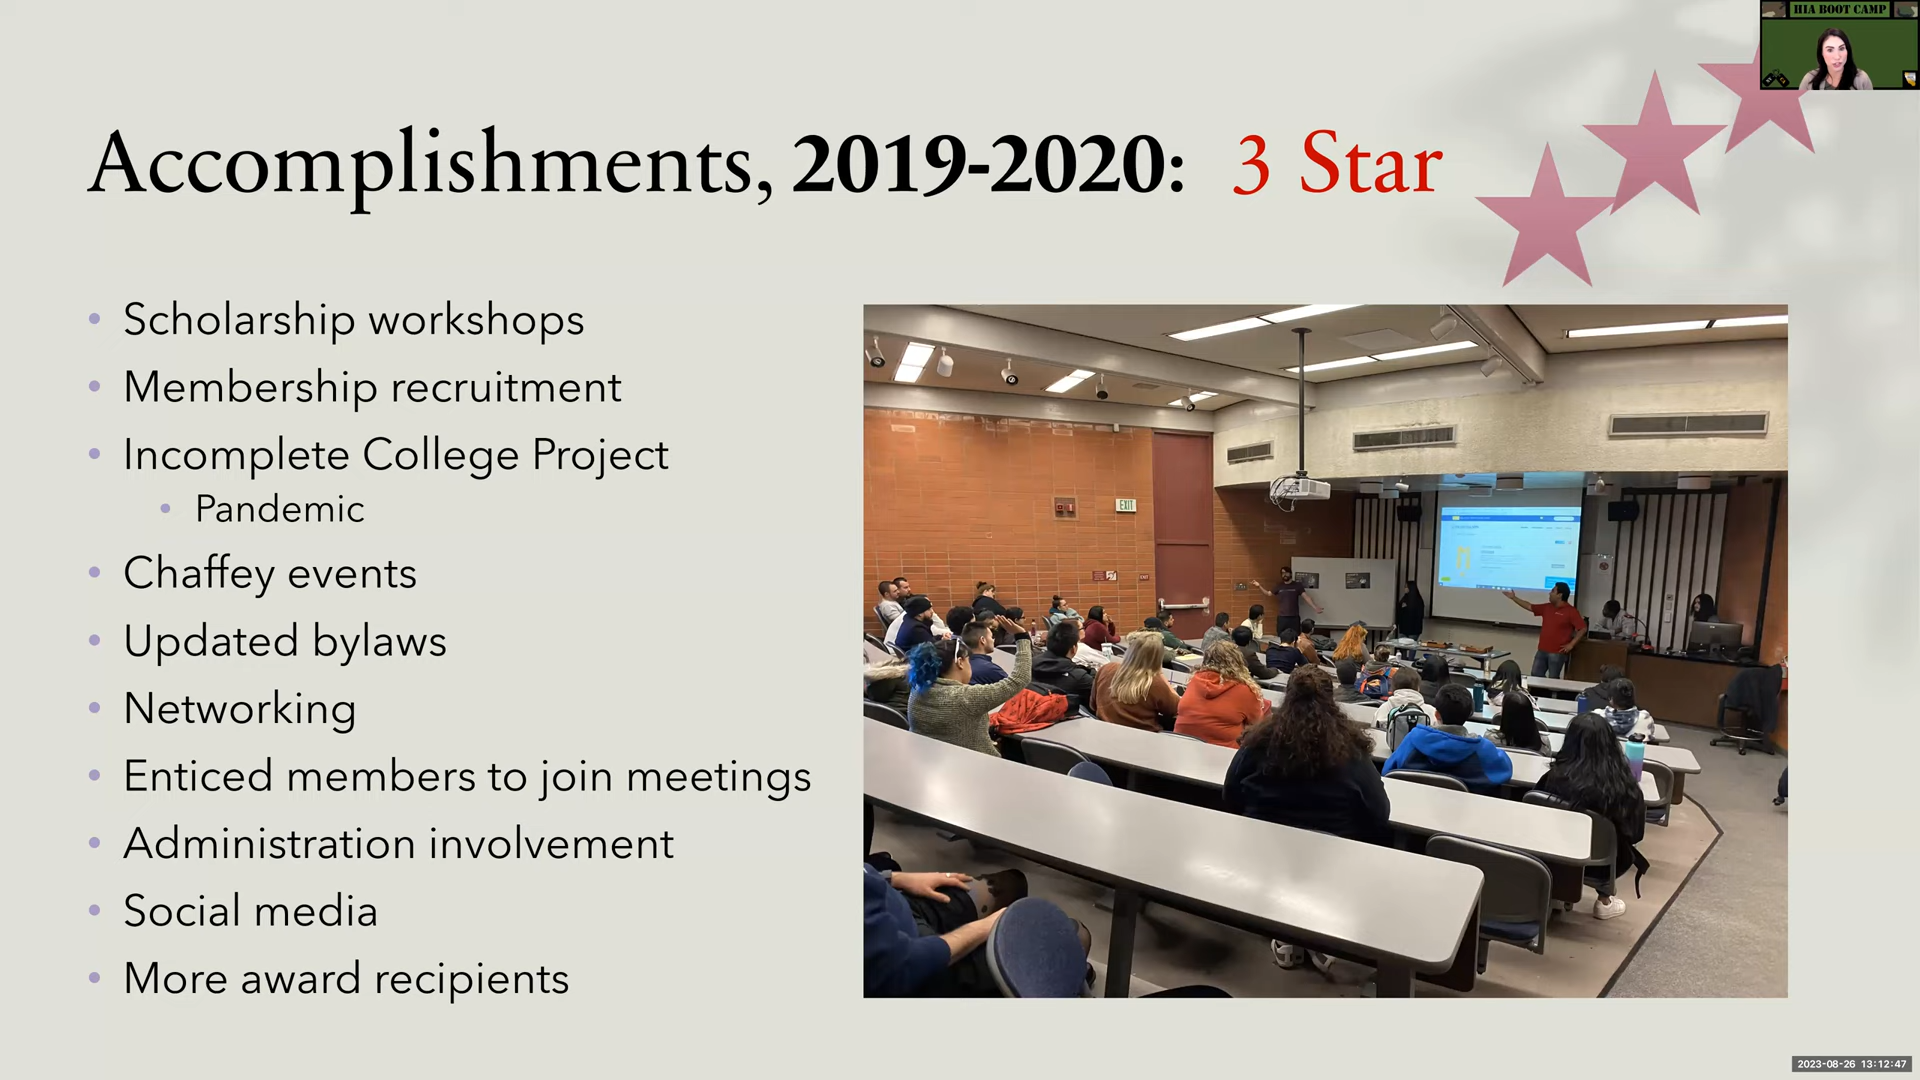 HIA BOOT CAMP
Accomplishments, 2019-2020: 3 Star
• Scholarship workshops
• Membership recruitment
• Incomplete College Project
• Pandemic
• Chaffey events
• Updated bylaws
• Networking
• Enticed members to join meetings
• Administration involvement
• Social media
• More award recipients
EXIT
2023-08-26 13:12:47